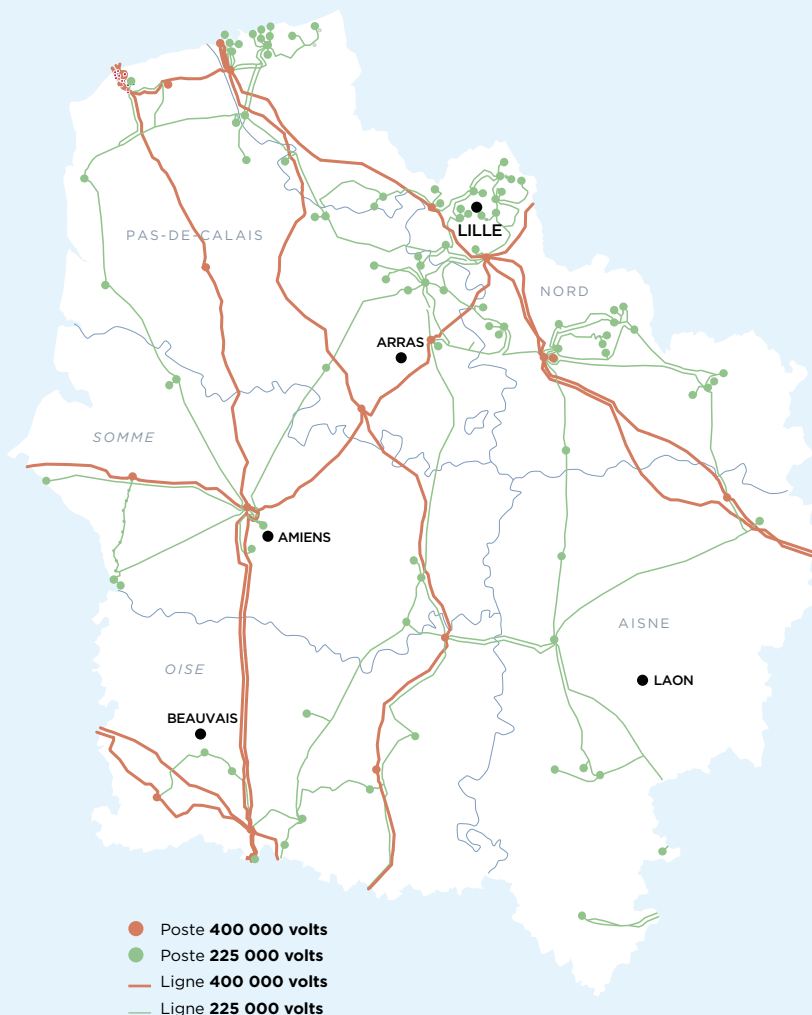 LILLE
PAS-DE-CALAIS
NORD
ARRAS
SOMME
AMIENS
AISNE
OISE
LAON
BEAUVAIS
Poste 400 000 volts
Poste 225 000 volts
Ligne 400 000 volts
Ligne 225 000 volts